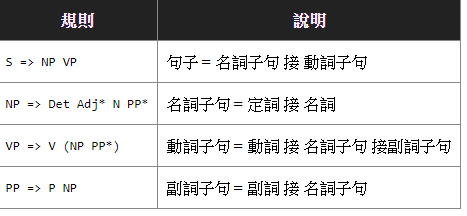 規則 說明
S => NP VP 句子 = 名詞子句 接 動詞子句
NP => Det Adj* N PP* 名詞子句 = 定詞 接 名詞
VP => V (NP PP*) 動詞子句 = 動詞 接 名詞子句 接副詞子句
PP => P NP 副詞子句 = 副詞 接 名詞子句